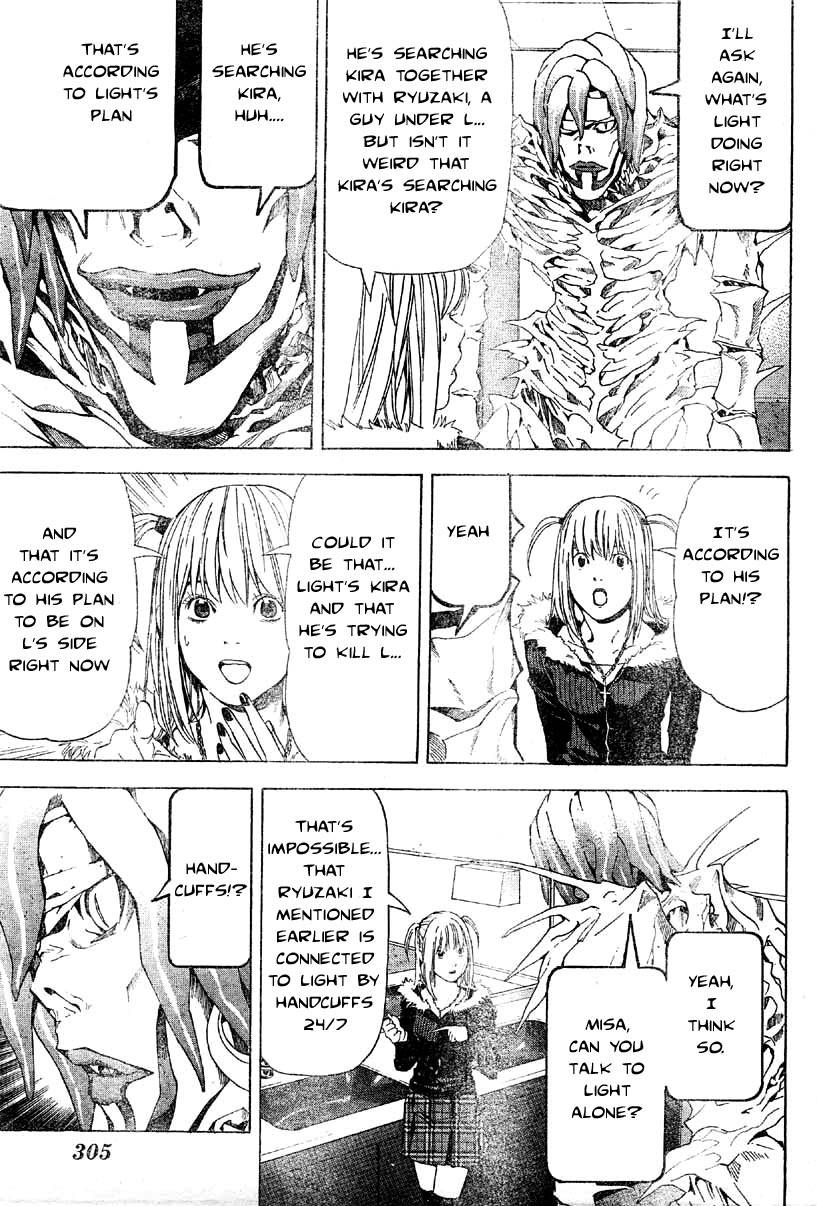 I'LL
ASK
AGAIN,
WHAT'S
LIGHT
DOING
RIGHT
NOW?
HE'S SEARCHING
KIRA TOGETHER
WITH RYUZAKI, A
GUY UNDER L...
BUT ISN'T IT
WEIRD THAT
KIRA'S SEARCHING
KIRA?
HE'S
SEARCHING
KIRA,
HUH....
THAT'S
ACCORDING
TO LIGHT'S
PLAN
IT'S
ACCORDING
TO HIS
PLAN!?
YEAH
COULD IT
BE THAT...
LIGHT'S KIRA
AND THAT
HE'S TRYING
TO KILL L...
AND
THAT IT'S
ACCORDING
TO HIS PLAN
TO BE ON
L'S SIDE
RIGHT NOW
YEAH,
I
THINK
SO.
MISA,
CAN YOU
TALK TO
LIGHT
ALONE?
THAT'S
IMPOSSIBLE...
THAT
RYUZAKI I
MENTIONED
EARLIER IS
CONNECTED
TO LIGHT BY
HANDCUFFS
24/7
HAND-
CUFFS!?
305